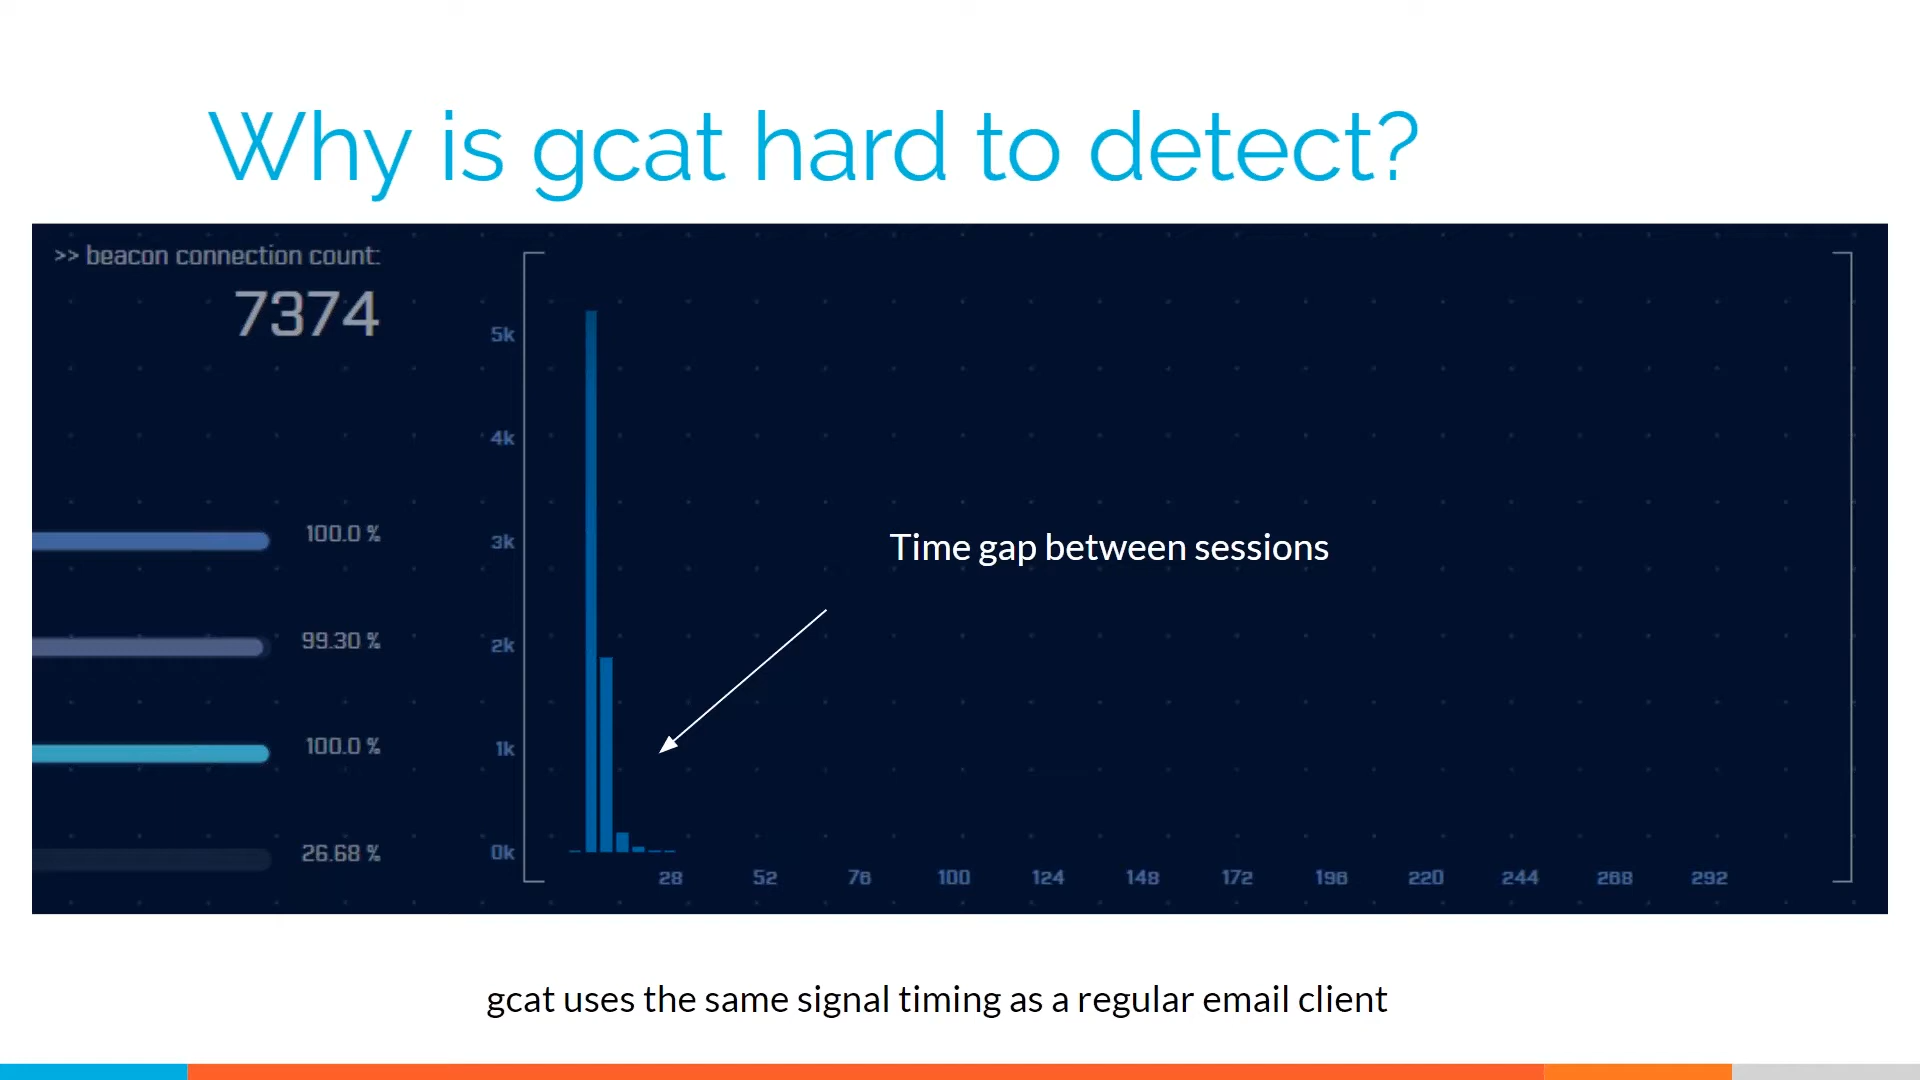 Why is gcat hard to detect?
>> beacon connection count:
7374
100.0 %
99.30 %
100.0 %
26.68 %
5k
4k
3k
2k
1k
0k
Time gap between sessions
28 52 76 100 124 148 172 196 220 244 268 292
gcat uses the same signal timing as a regular email client